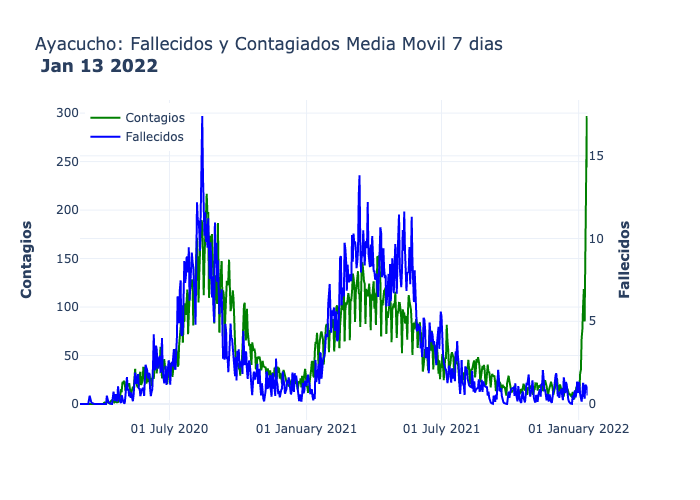 Ayacucho: Fallecidos y Contagiados Media Movil 7 dias
Jan 13 2022
Contagios
Fallecidos
300
250
200
150
100
50
0
15
10
5
0
Contagios
Fallecidos
01 July 2020
01 January 2021
01 July 2021
01 January 2022